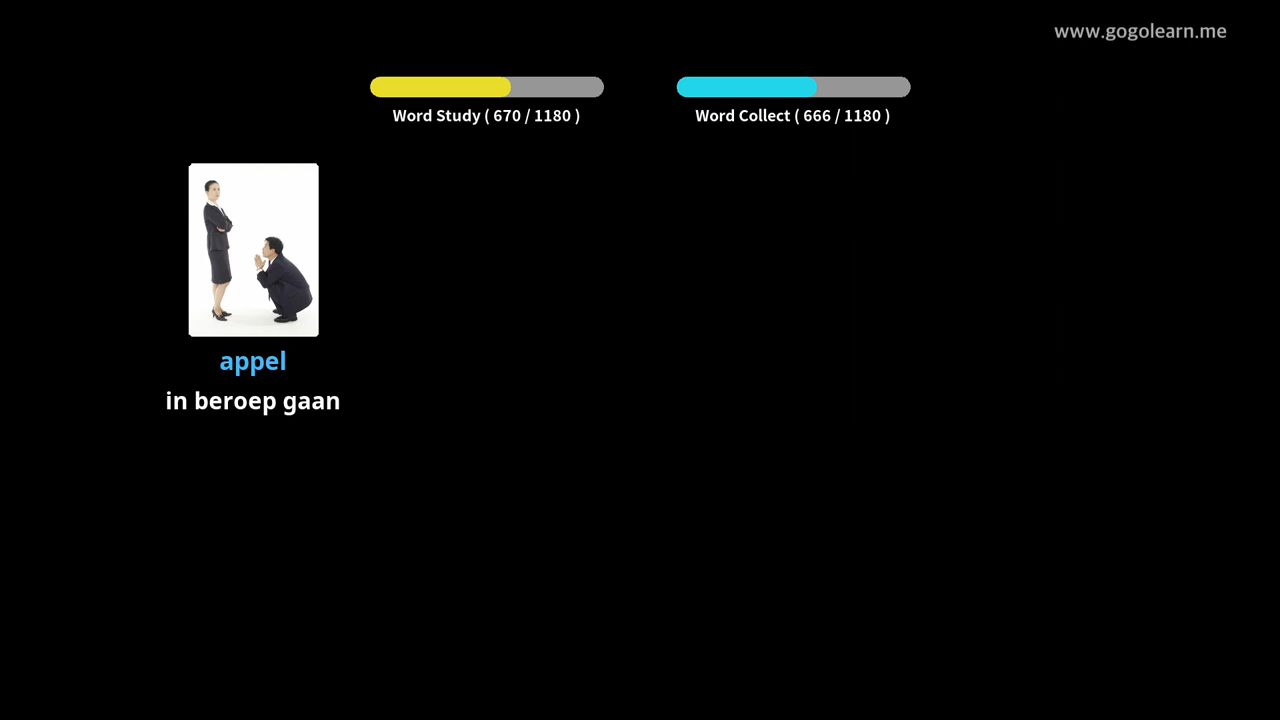 www.gogolearn.me
Word Study ( 670 / 1180 )
Word Collect ( 666 / 1180 )
appel
in beroep gaan